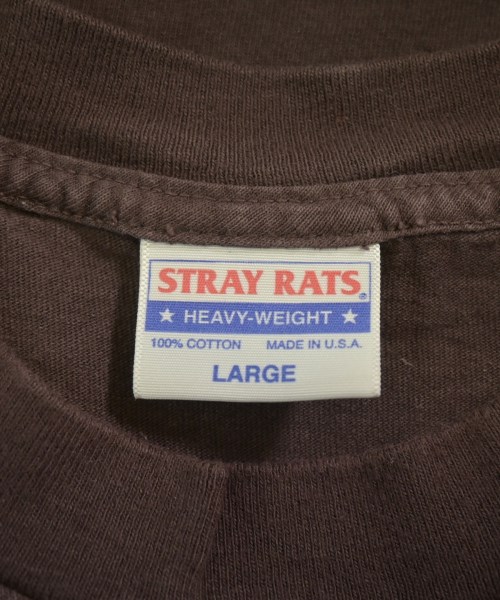 STRAY RATS®
★ HEAVY-WEIGHT ★
100% COTTON MADE IN U.S.A.
LARGE